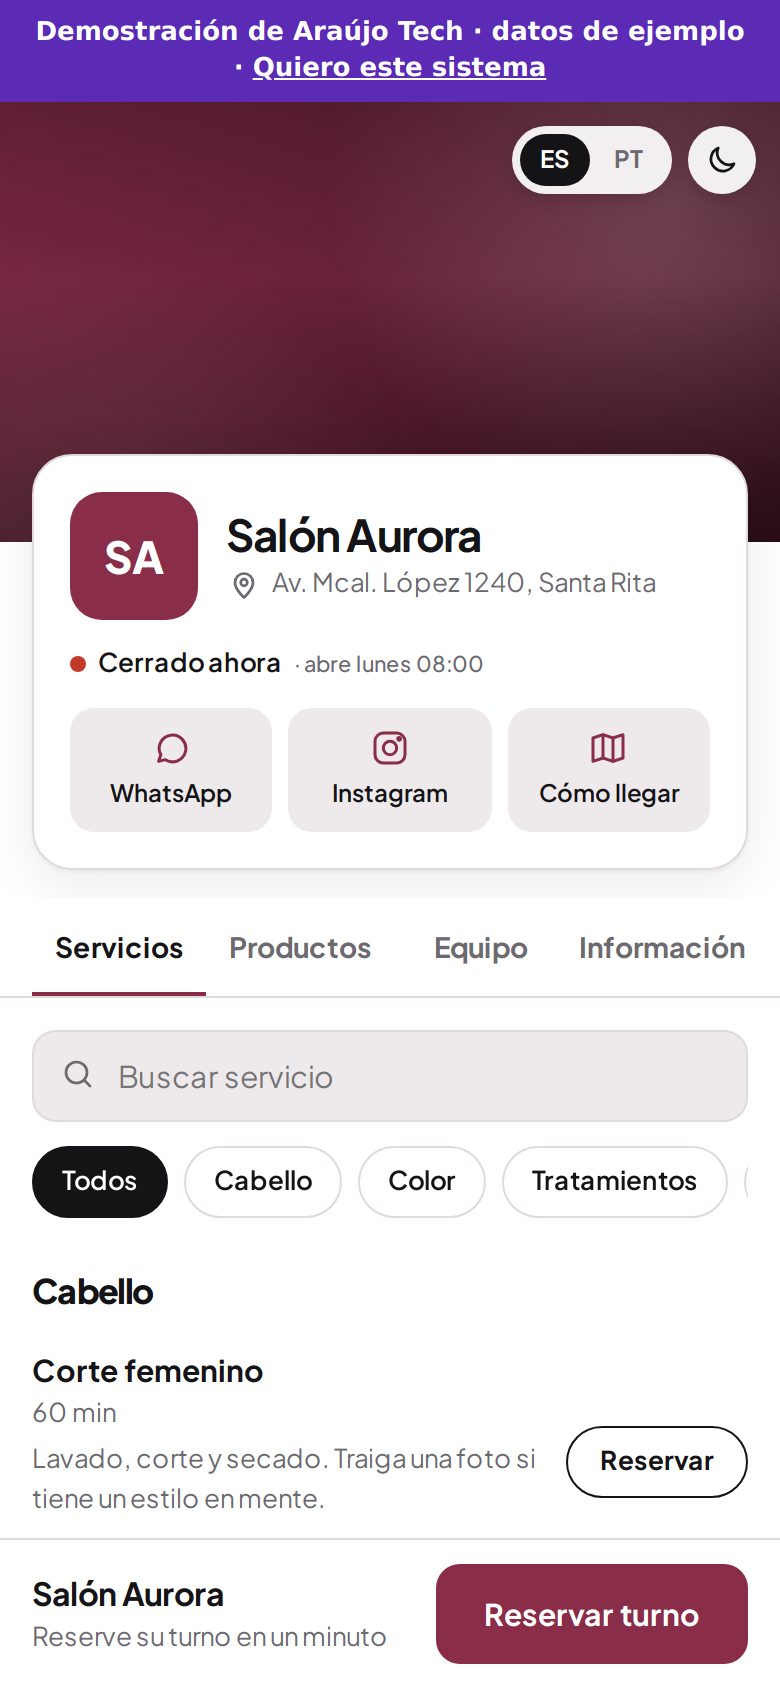 Demostración de Araújo Tech · datos de ejemplo
· Quiero este sistema
ES PT
SA
Salón Aurora
Av. Mcal. López 1240, Santa Rita
Cerrado ahora · abre lunes 08:00
WhatsApp Instagram Cómo llegar
Servicios Productos Equipo Información
Buscar servicio
Todos Cabello Color Tratamientos
Cabello
Corte femenino
60 min
Lavado, corte y secado. Traiga una foto si
tiene un estilo en mente.
Reservar
Salón Aurora
Reserve su turno en un minuto
Reservar turno